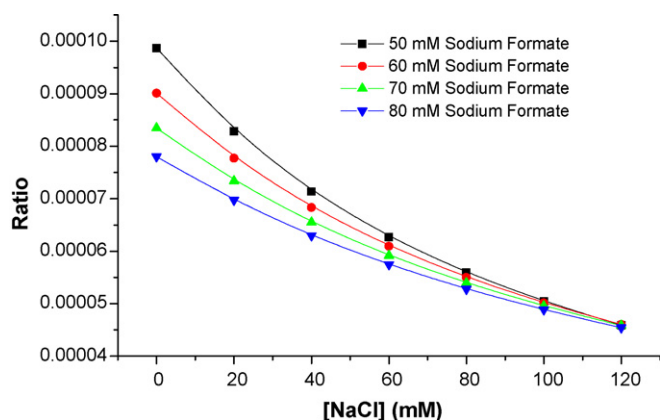 50 mM Sodium Formate
60 mM Sodium Formate
70 mM Sodium Formate
80 mM Sodium Formate
Ratio
0.00010
0.00009
0.00008
0.00007
0.00006
0.00005
0.00004
0 20 40 60 80 100 120
[NaCl] (mM)